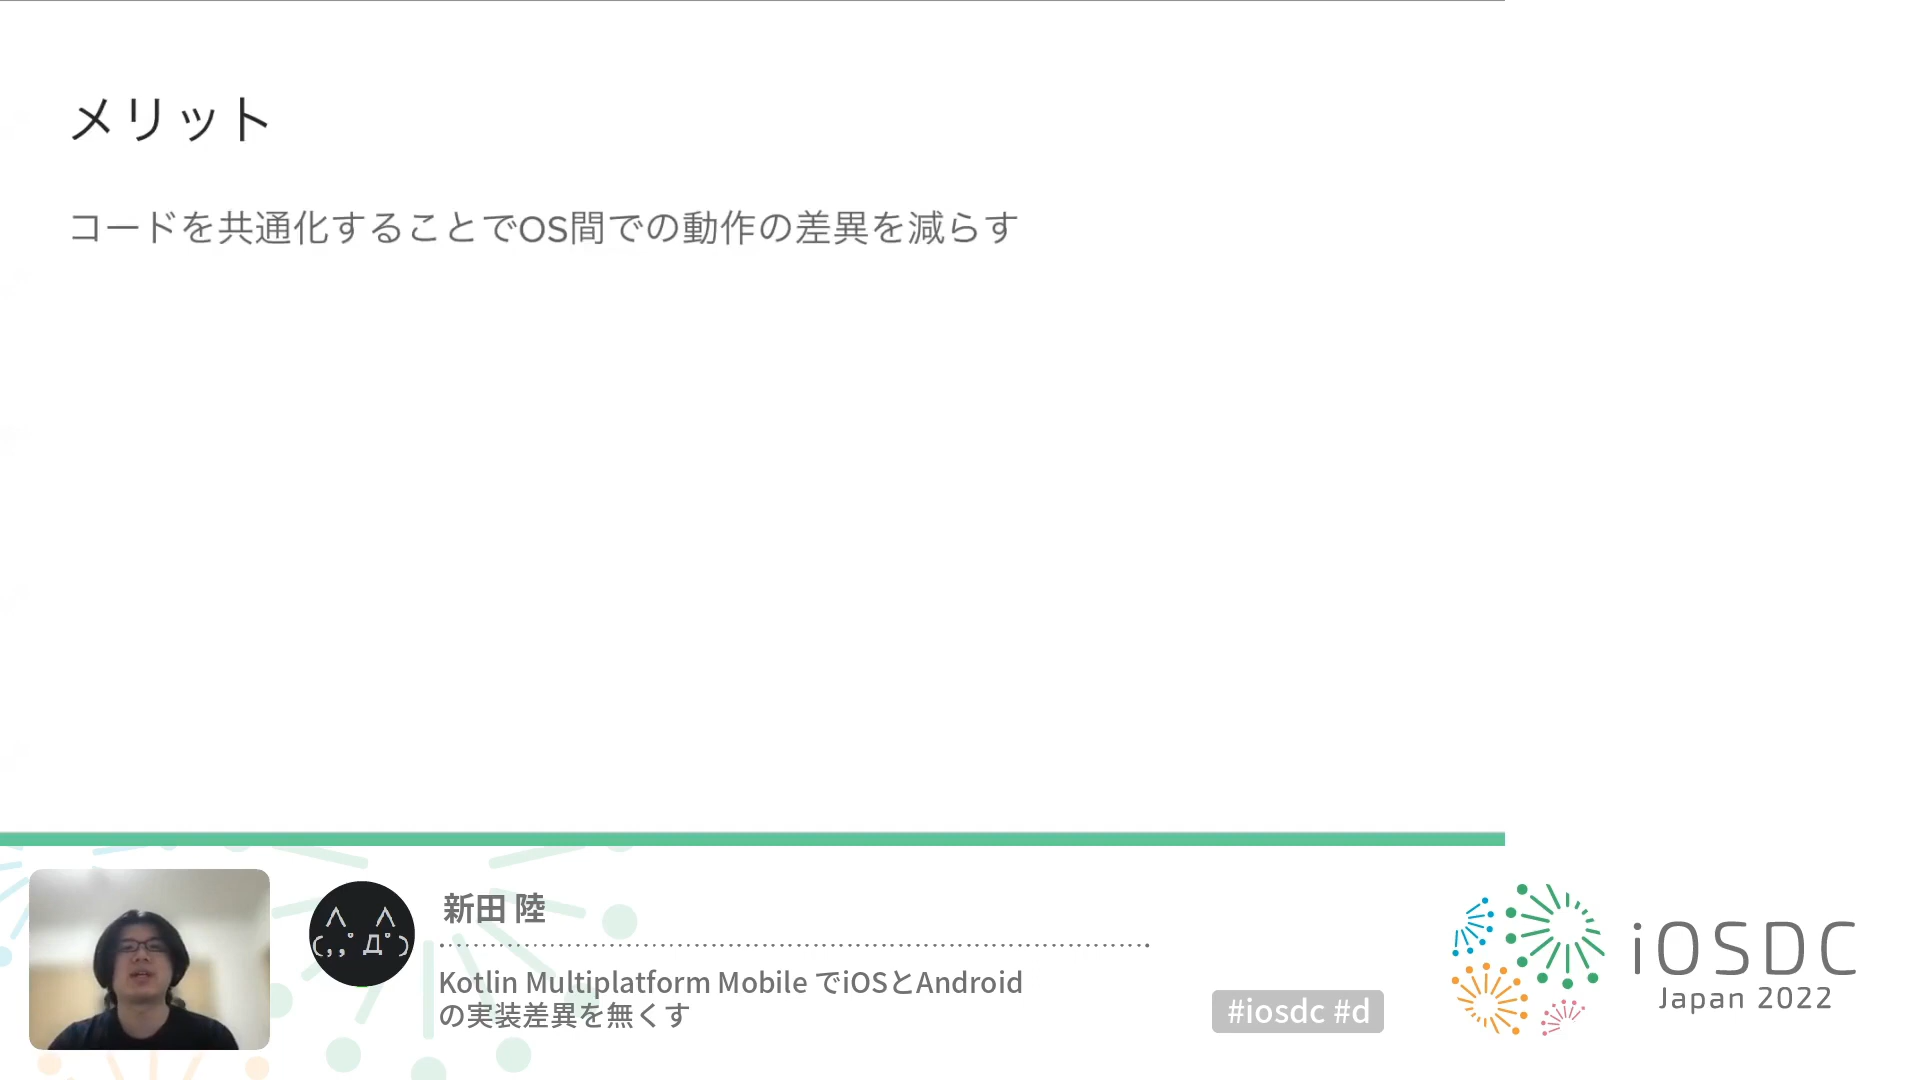 メリット
コードを共通化することでOS間での動作の差異を減らす
新田 陸
Kotlin Multiplatform Mobile でiOSとAndroid
の実装差異を無くす
#iosdc #d
iOSDC
Japan 2022